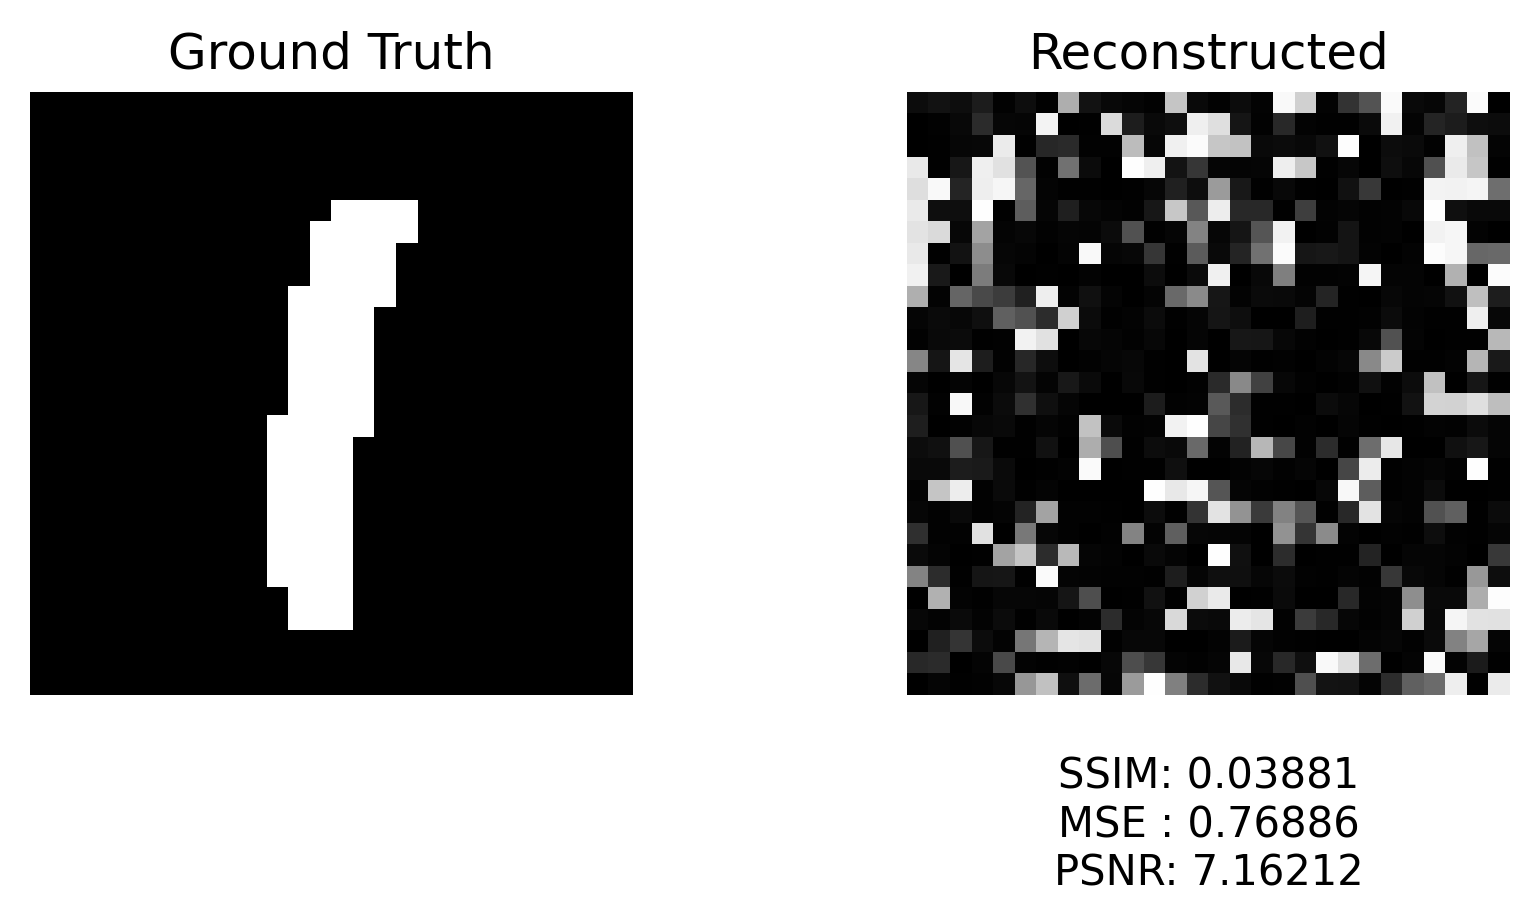 Ground Truth
Reconstructed
SSIM: 0.03881
MSE : 0.76886
PSNR: 7.16212